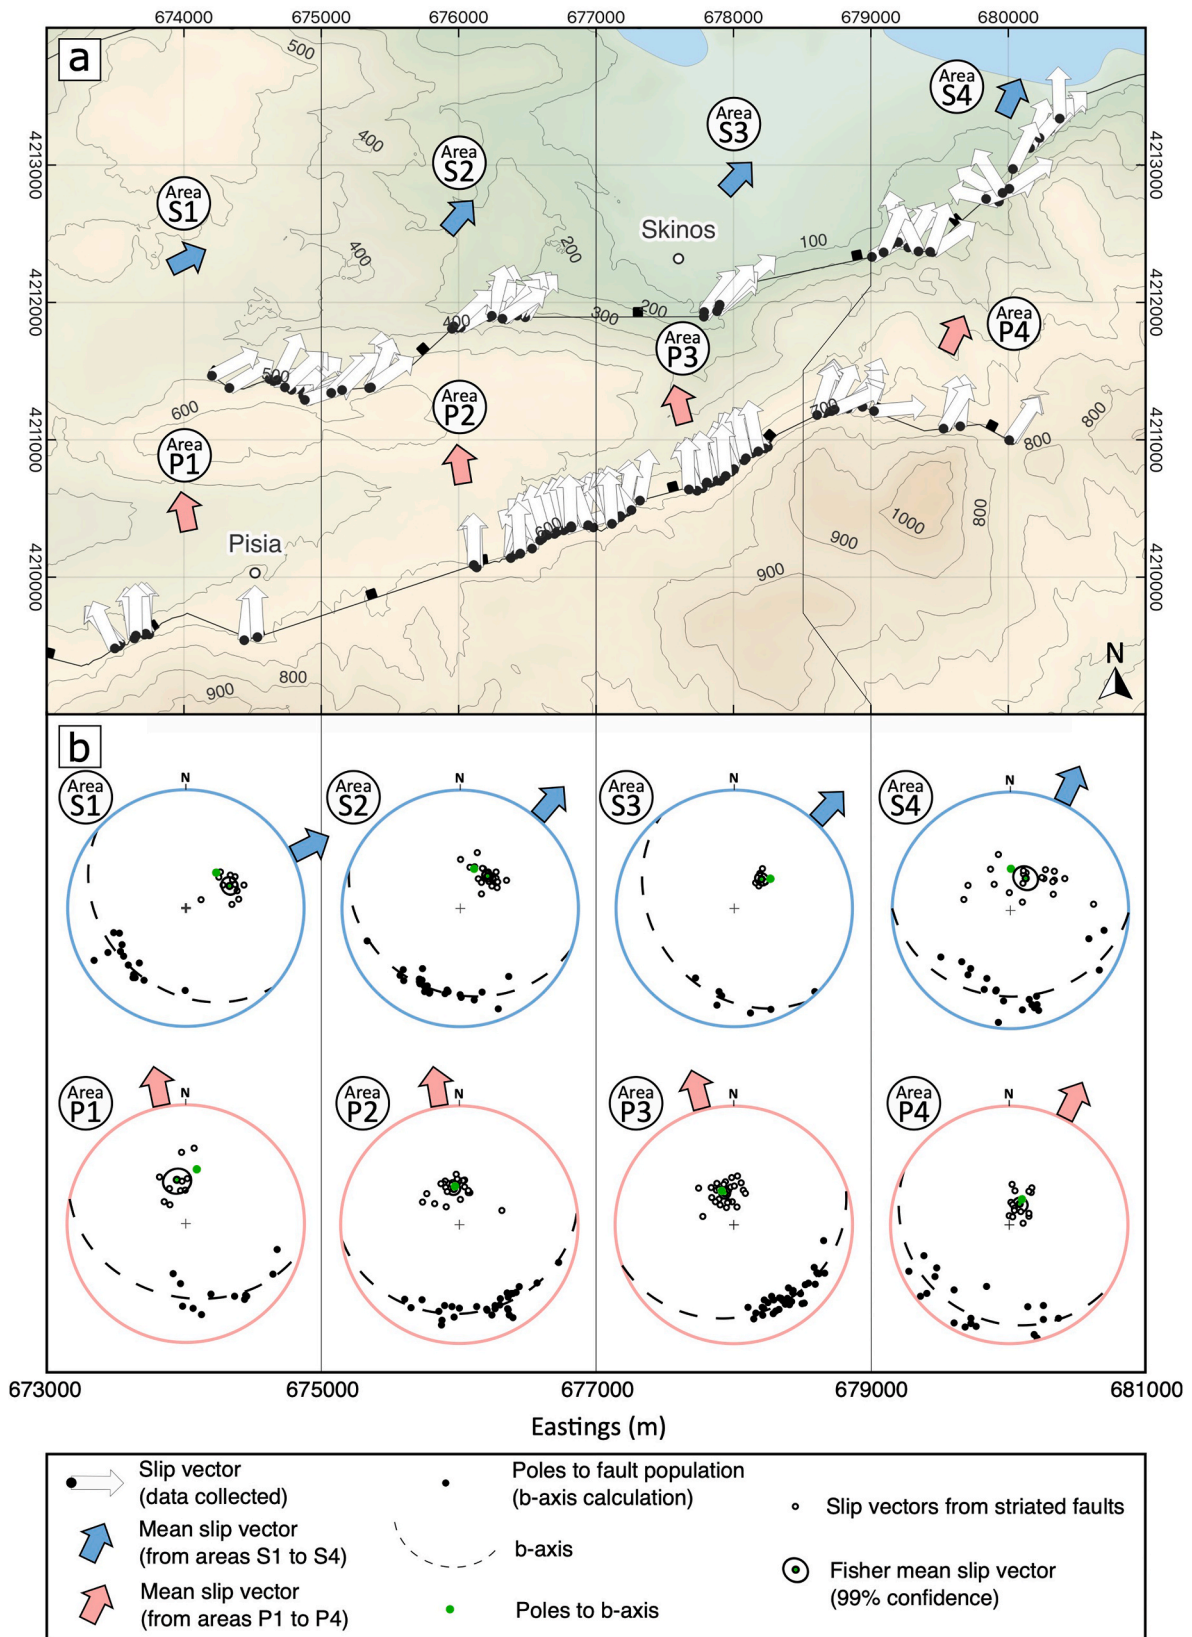 674000 675000 676000 677000 678000 679000 680000
a
500
Area
S4
Area
S3
400
4213000
4213000
Area
S2
Area
S1
Skinos
400
200
100
4212000
4212000
400
300
200
Area
P4
Area
P3
500
600
Area
P2
700
800
4211000
4211000
800
Area
P1
1000
800
600
900
Pisia
900
4210000
4210000
N
800
900
b
Area
S1
N
Area
S2
N
Area
S3
N
Area
S4
N
Area
P1
N
Area
P2
N
Area
P3
N
Area
P4
N
673000 675000 677000 679000 681000
Eastings (m)
Slip vector
(data collected)
Mean slip vector
(from areas S1 to S4)
Mean slip vector
(from areas P1 to P4)
Poles to fault population
(b-axis calculation)
b-axis
Poles to b-axis
Slip vectors from striated faults
Fisher mean slip vector
(99% confidence)